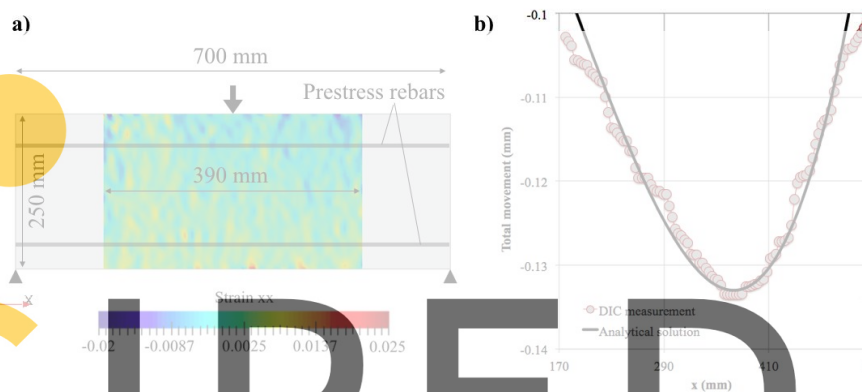 a)
700 mm
Prestress rebars
390 mm
250 mm
X
Strain xx
-0.02 -0.0087 0.0025 0.0137 0.025
b)
-0.1
-0.11
-0.12
-0.13
-0.14
Total movement (mm)
DIC measurement
Analytical solution
170 290 410
x (mm)